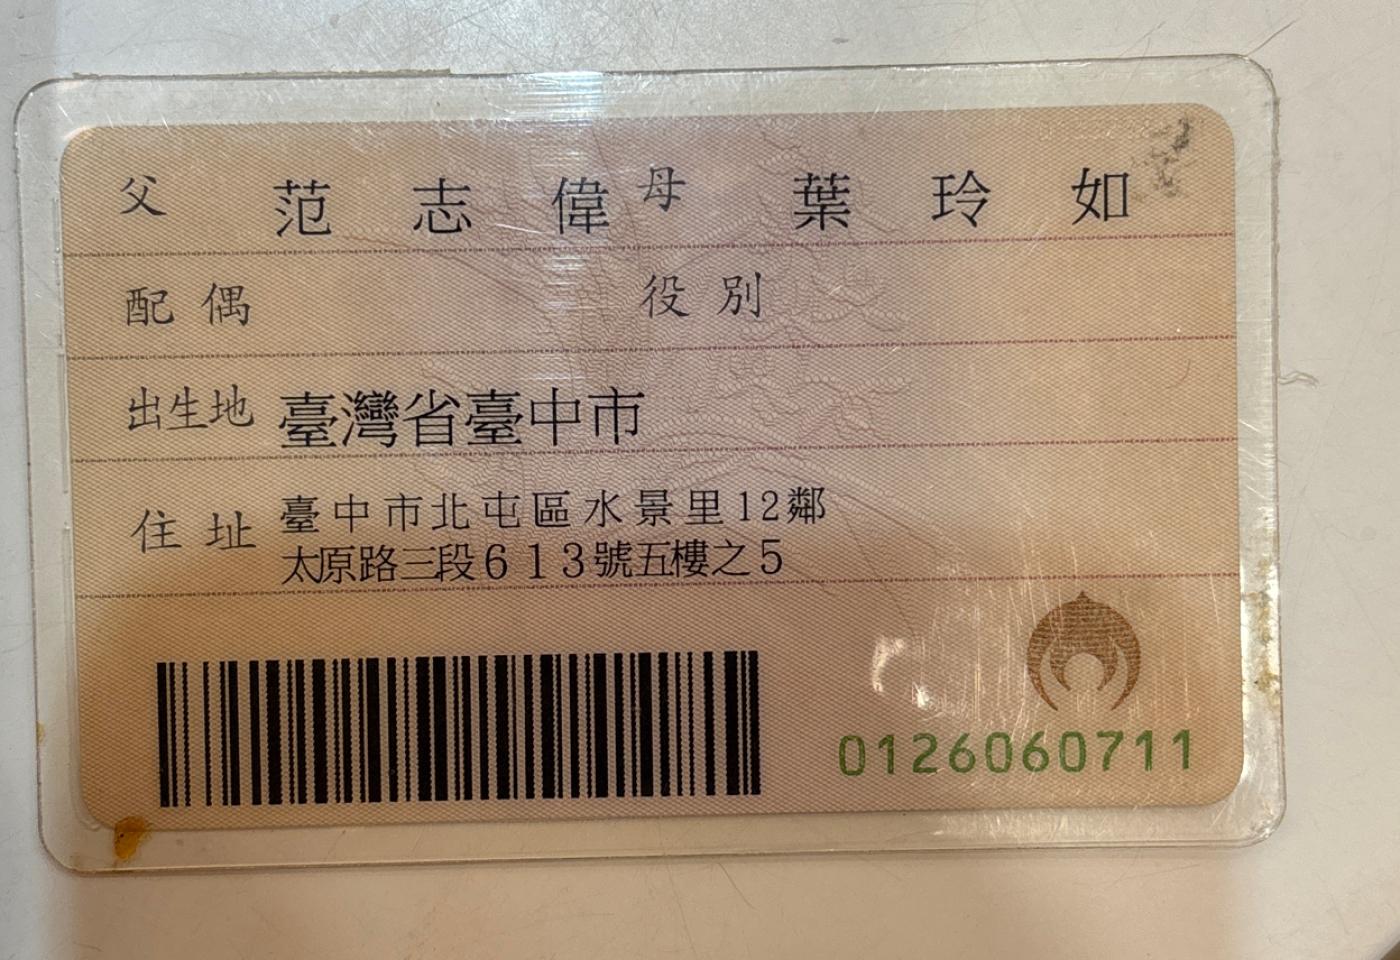 父 范志偉 母 葉玲如
配偶 役別
出生地 臺灣省臺中市
住址 臺中市北屯區水景里12鄰
太原路三段613號五樓之5
0126060711